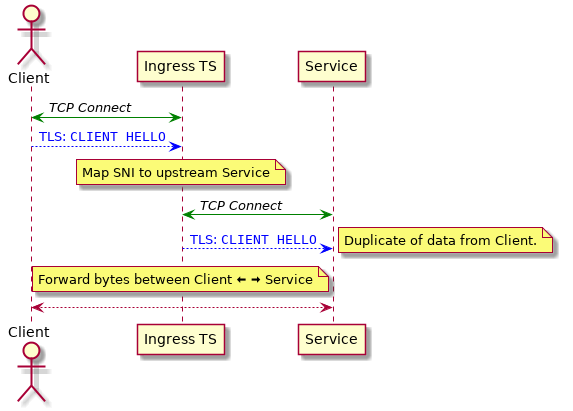 Client
Ingress TS
Service
TCP Connect
TLS: CLIENT HELLO
Map SNI to upstream Service
TCP Connect
TLS: CLIENT HELLO
Duplicate of data from Client.
Forward bytes between Client ⬅ ➡ Service
Client
Ingress TS
Service